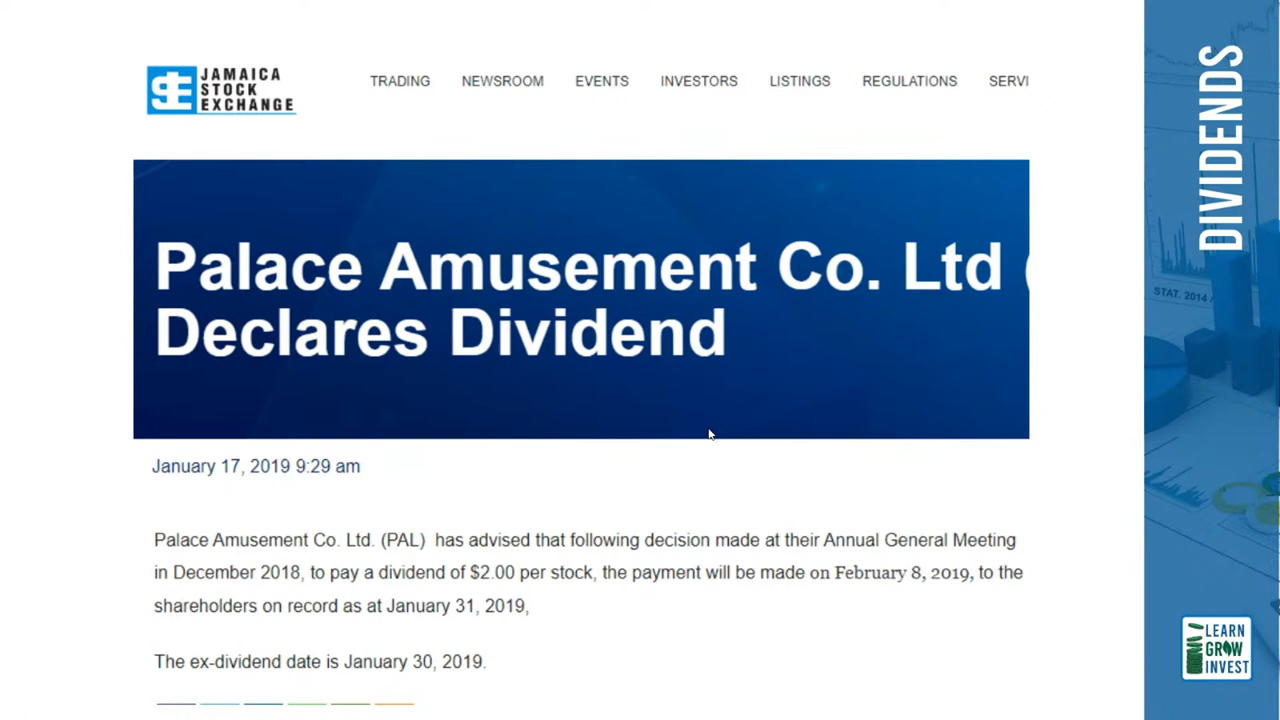 JAMAICA
STOCK
EXCHANGE
TRADING NEWSROOM EVENTS INVESTORS LISTINGS REGULATIONS SERVI
DIVIDENDS
Palace Amusement Co. Ltd (
Declares Dividend
STAT. 2014 /
January 17, 2019 9:29 am
Palace Amusement Co. Ltd. (PAL) has advised that following decision made at their Annual General Meeting
in December 2018, to pay a dividend of $2.00 per stock, the payment will be made on February 8, 2019, to the
shareholders on record as at January 31, 2019,
The ex-dividend date is January 30, 2019.
LEARN
GROW
INVEST